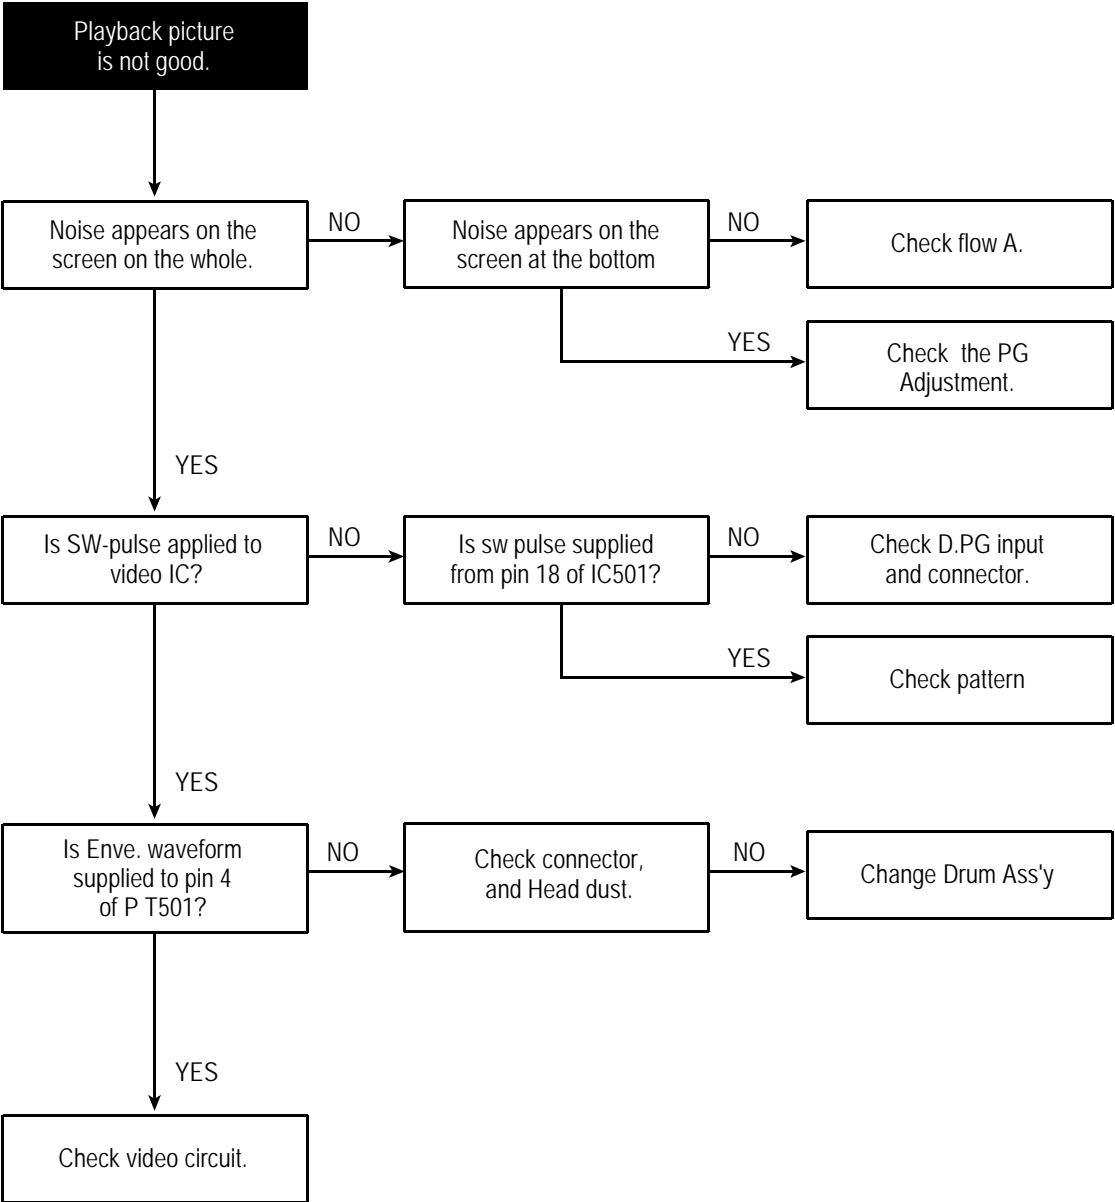 Playback picture
is not good.
Noise appears on the
screen on the whole.
NO
Noise appears on the
screen at the bottom
NO
Check flow A.
YES
Check the PG
Adjustment.
YES
Is SW-pulse applied to
video IC?
NO
Is sw pulse supplied
from pin 18 of IC501?
NO
Check D.PG input
and connector.
YES
Check pattern
YES
Is Enve. waveform
supplied to pin 4
of P T501?
NO
Check connector,
and Head dust.
NO
Change Drum Ass'y
YES
Check video circuit.